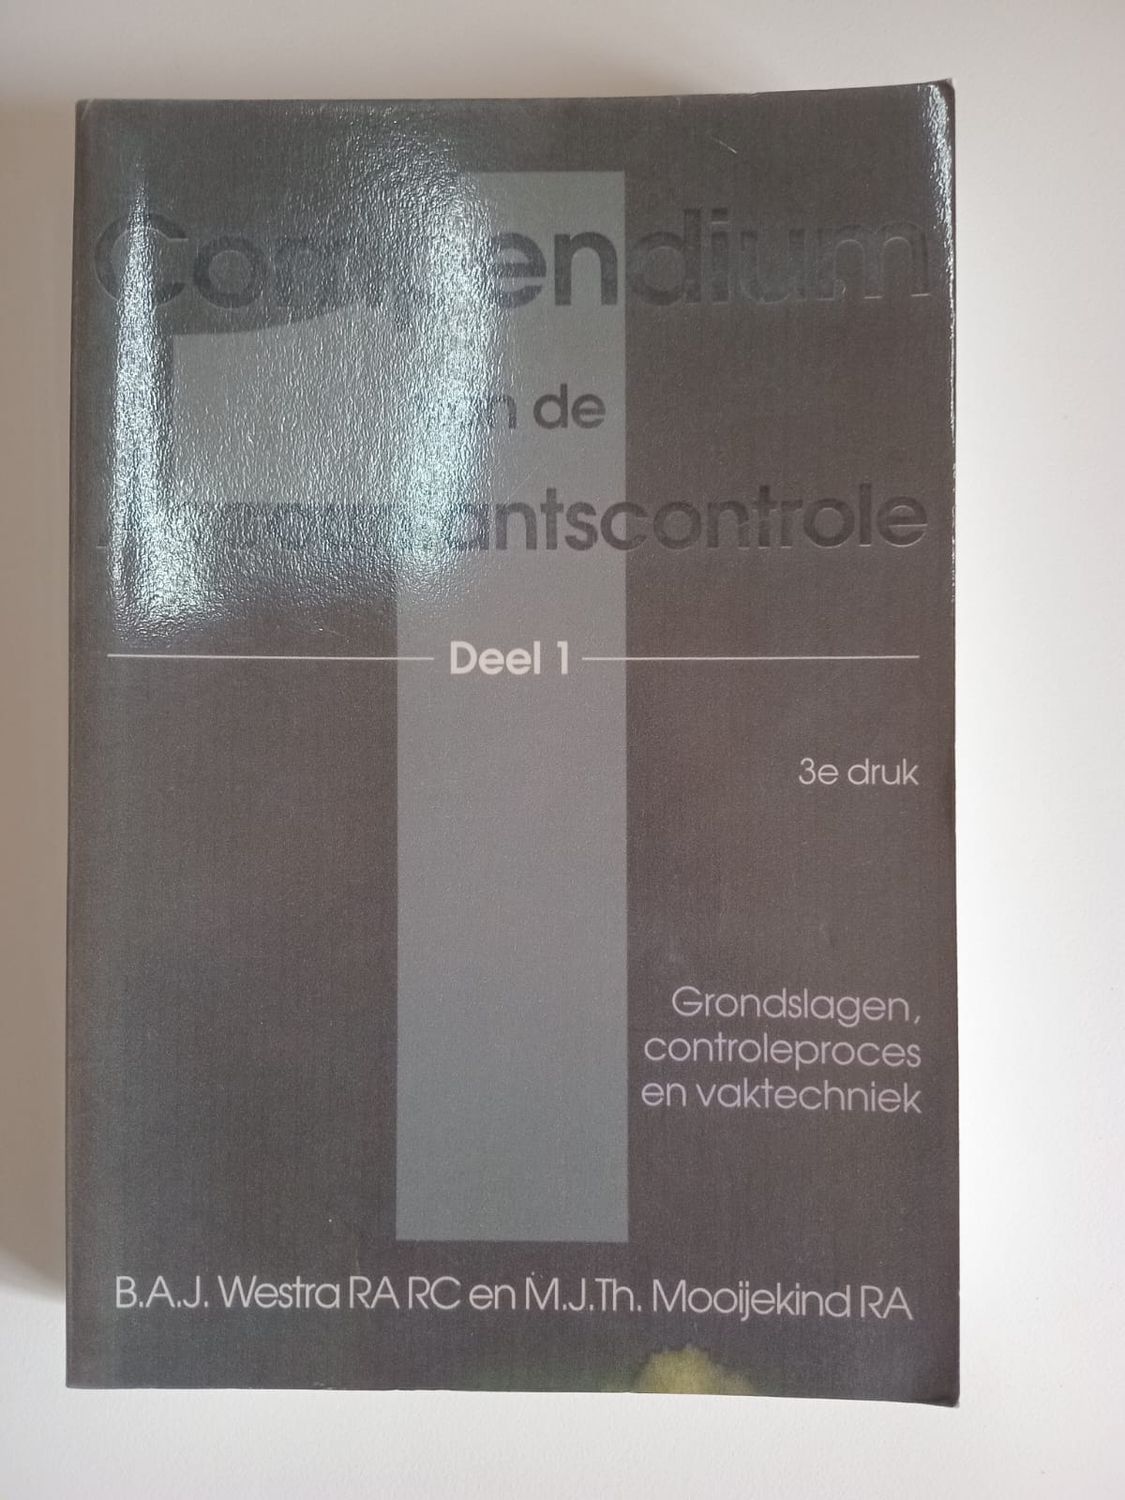 Compendium
van de
Accountantscontrole
Deel 1
3e druk
Grondslagen,
controleproces
en vaktechniek
B.A.J. Westra RA RC en M.J.Th. Mooijekind RA